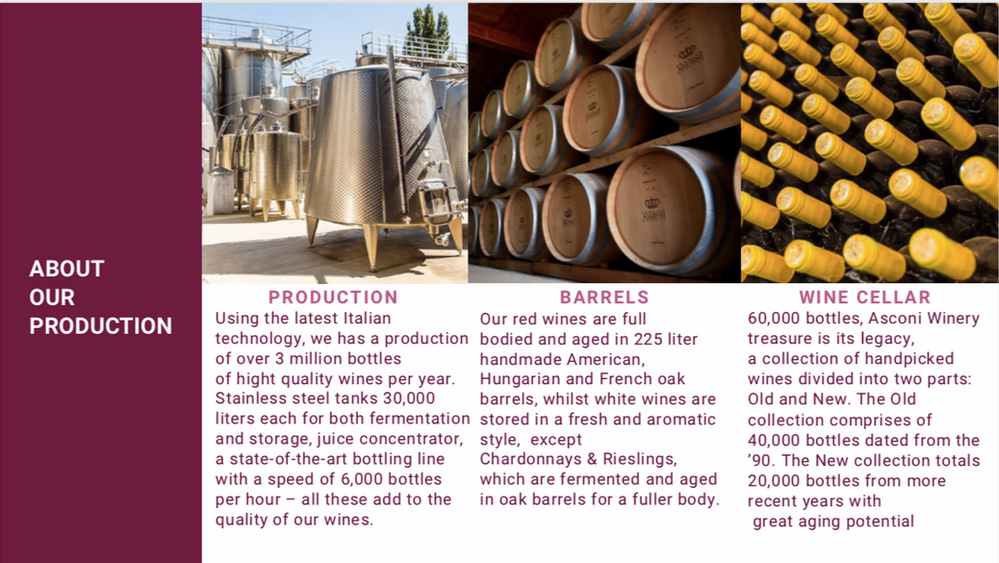 ABOUT
OUR
PRODUCTION
PRODUCTION
Using the latest Italian
technology, we has a production
of over 3 million bottles
of hight quality wines per year.
Stainless steel tanks 30,000
liters each for both fermentation
and storage, juice concentrator,
a state-of-the-art bottling line
with a speed of 6,000 bottles
per hour – all these add to the
quality of our wines.
BARRELS
Our red wines are full
bodied and aged in 225 liter
handmade American,
Hungarian and French oak
barrels, whilst white wines are
stored in a fresh and aromatic
style,  except
Chardonnays & Rieslings,
which are fermented and aged
in oak barrels for a fuller body.
WINE CELLAR
60,000 bottles, Asconi Winery
treasure is its legacy,
a collection of handpicked
wines divided into two parts:
Old and New. The Old
collection comprises of
40,000 bottles dated from the
’90. The New collection totals
20,000 bottles from more
recent years with
great aging potential